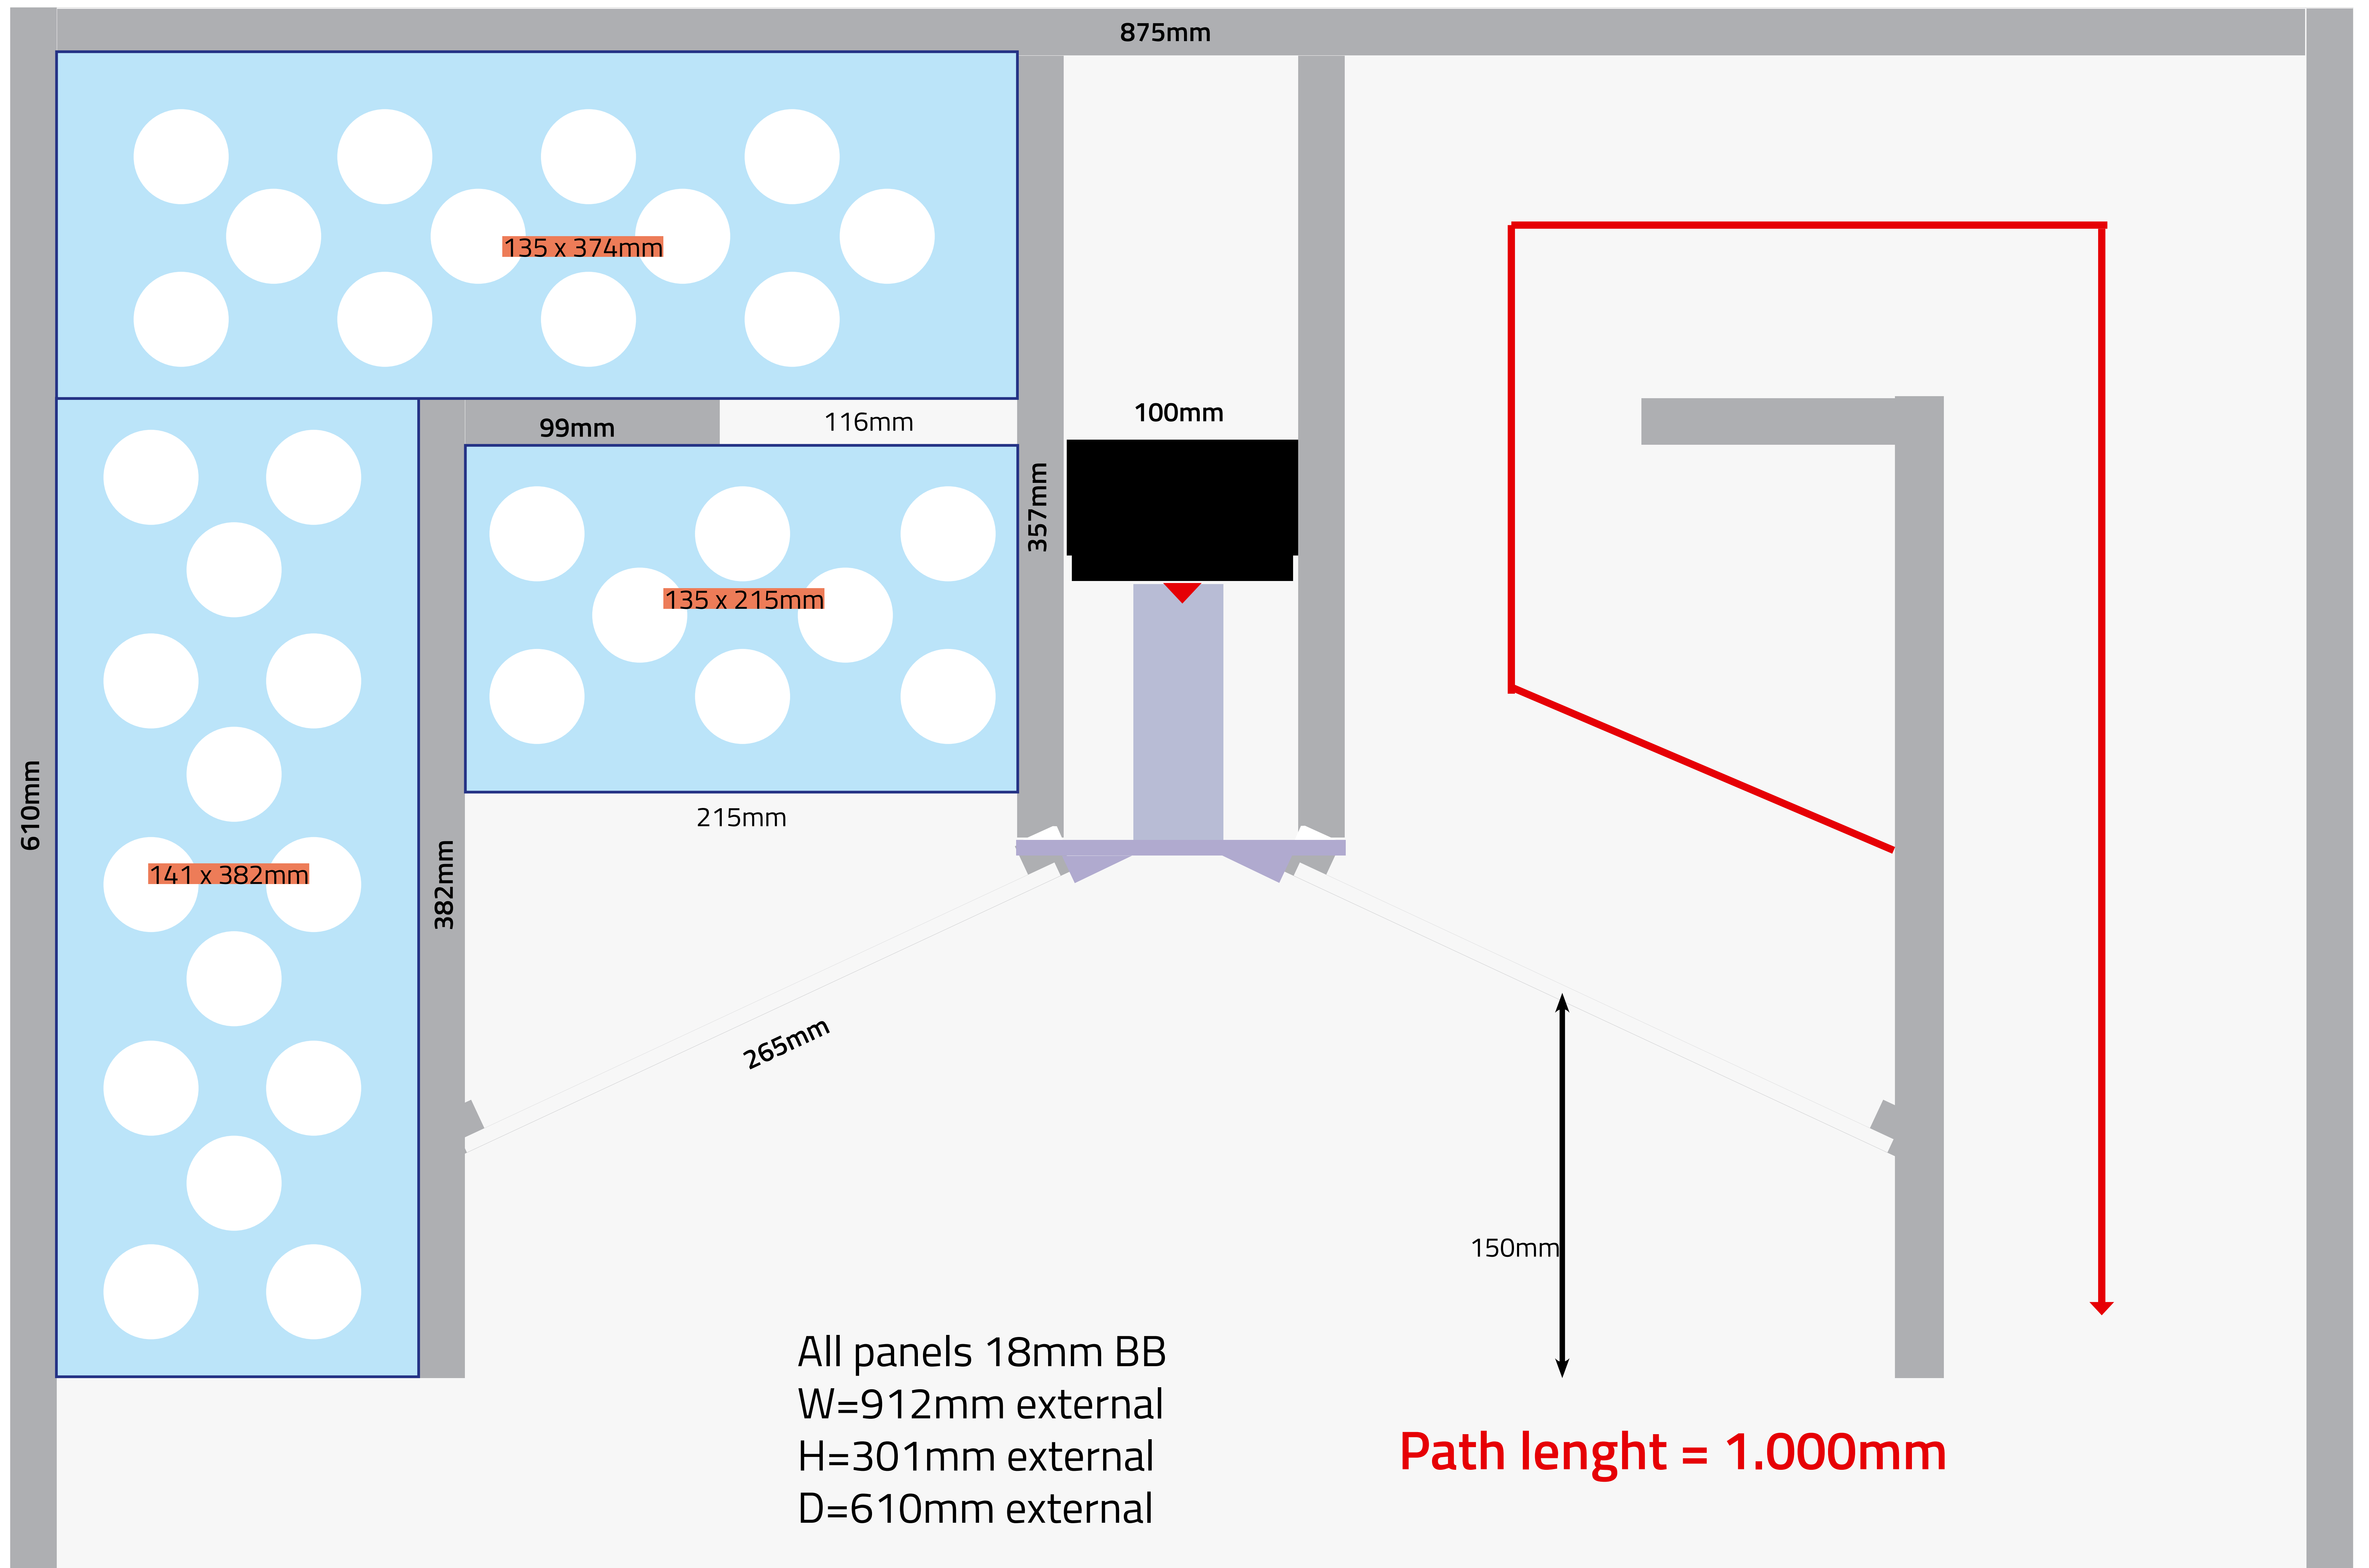 875mm
135 x 374mm
99mm
116mm
100mm
357mm
135 x 215mm
215mm
610mm
141 x 382mm
382mm
265mm
150mm
All panels 18mm BB
W=912mm external
H=301mm external
D=610mm external
Path lenght = 1.000mm